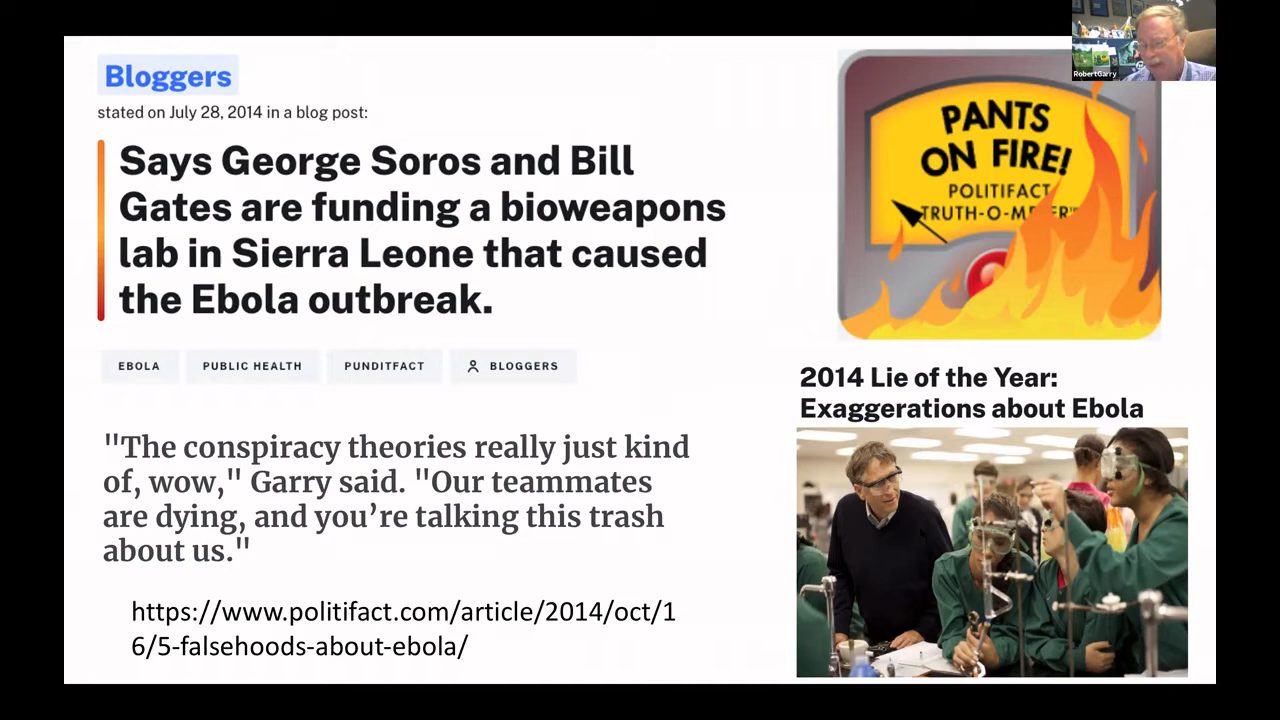 Bloggers
stated on July 28, 2014 in a blog post:
Says George Soros and Bill
Gates are funding a bioweapons
lab in Sierra Leone that caused
the Ebola outbreak.
EBOLA
PUBLIC HEALTH
PUNDITFACT
BLOGGERS
"The conspiracy theories really just kind
of, wow," Garry said. "Our teammates
are dying, and you’re talking this trash
about us."
https://www.politifact.com/article/2014/oct/1
6/5-falsehoods-about-ebola/
RobertGarry
PANTS
ON FIRE!
POLITIFACT
2014 Lie of the Year:
Exaggerations about Ebola